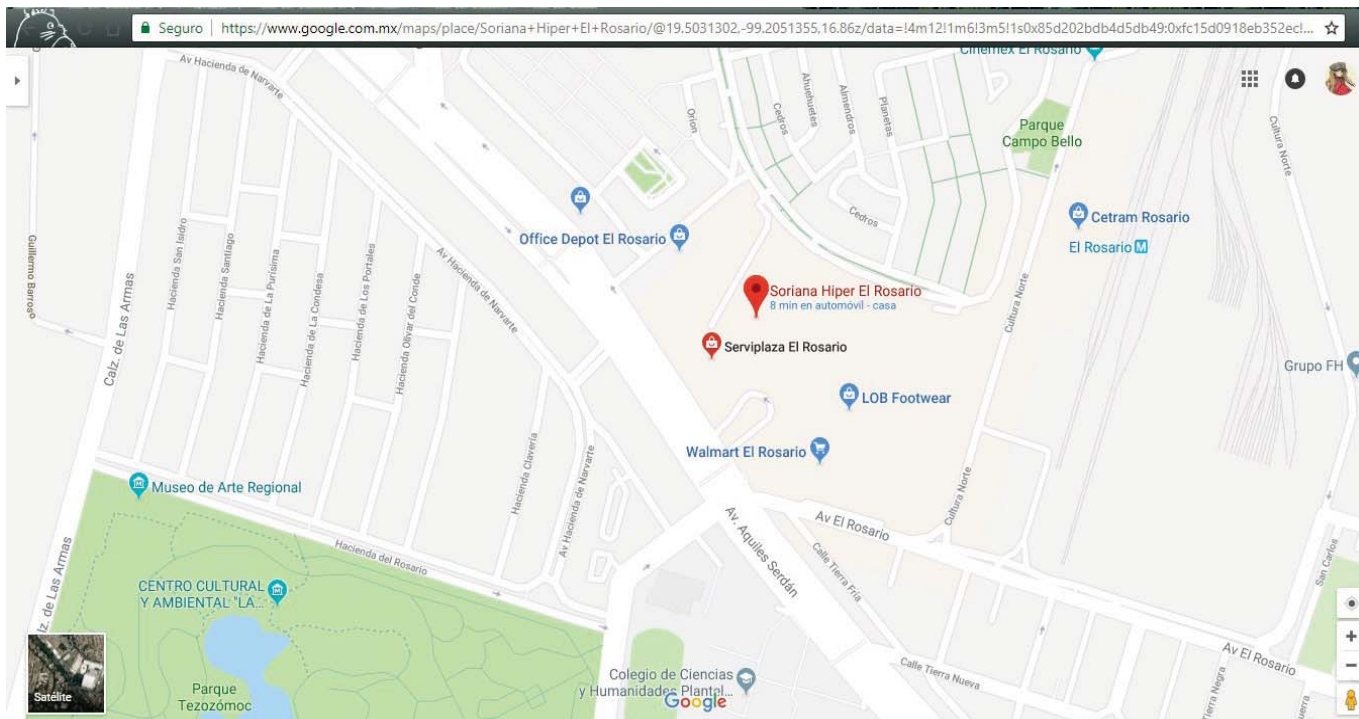 Seguro
https://www.google.com.mx/maps/place/Soriana+Hiper+El+Rosario/@19.5031302,-99.2051355,16.86z/data=!4m12!1m6!3m5!1s0x85d202bdb4d5db49:0xfc15d0918eb352ec!...
Cinemex El Rosario
Av Hacienda de Narvarte
Orion
Cedros
Ahuehuetes
Almendros
Planetas
Parque
Campo Bello
Cultura Norte
Cedros
Cetram Rosario
El Rosario M
Office Depot El Rosario
Guillermo Barroso
Calz. de Las Armas
Hacienda San Isidro
Hacienda Santiago
Hacienda de La Purísima
Hacienda de La Condesa
Hacienda de Los Portales
Hacienda Olivar del Conde
Av Hacienda de Narvarte
Soriana Hiper El Rosario
8 min en automóvil - casa
Cultura Norte
Serviplaza El Rosario
Grupo FH
LOB Footwear
Walmart El Rosario
Hacienda Clavería
Av Hacienda de Narvarte
Museo de Arte Regional
Cultura Norte
Av El Rosario
Av. Aquiles Serdán
Calle Tierra Fría
Hacienda del Rosario
San Carlos
Calz. de Las Armas
CENTRO CULTURAL
Y AMBIENTAL "LA...
Av El Rosario
Calle Tierra Nueva
Colegio de Ciencias
y Humanidades Plantel...
Google
Satélite
Parque
Tezozómoc
Tierra Negra